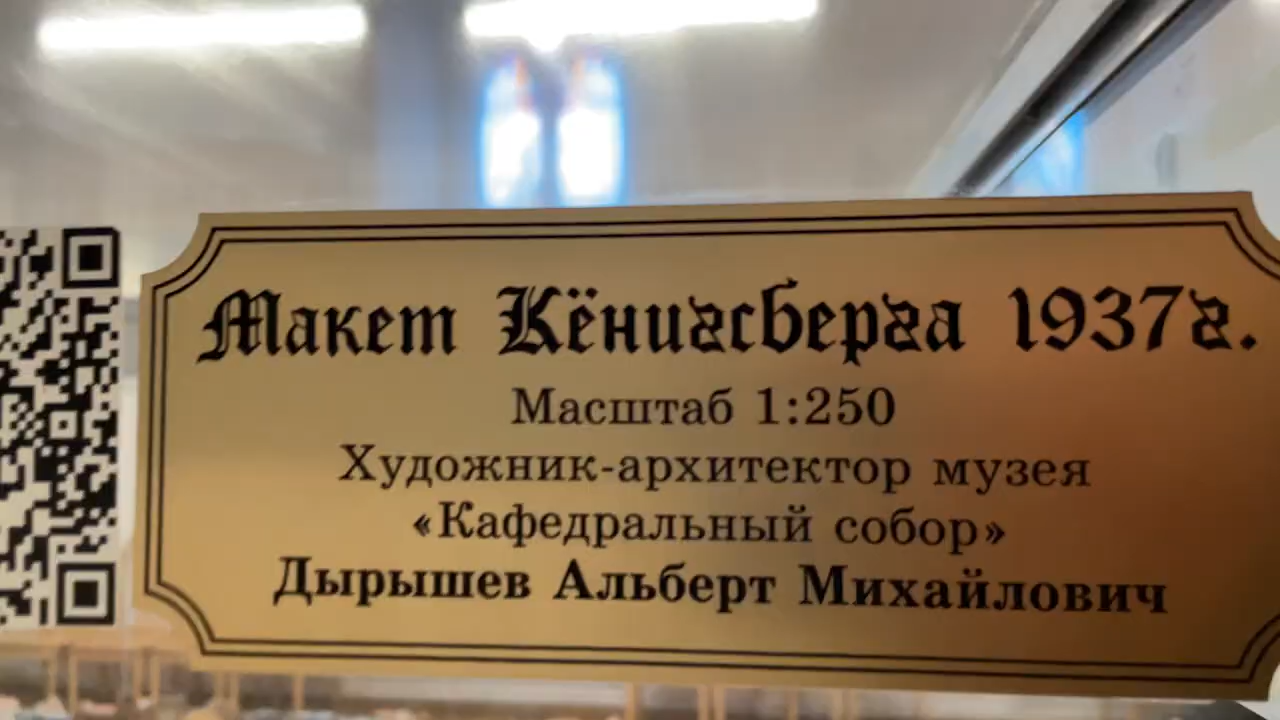 Макет Кёнигсберга 1937г.
Масштаб 1:250
Художник-архитектор музея
«Кафедральный собор»
Дырышев Альберт Михайлович